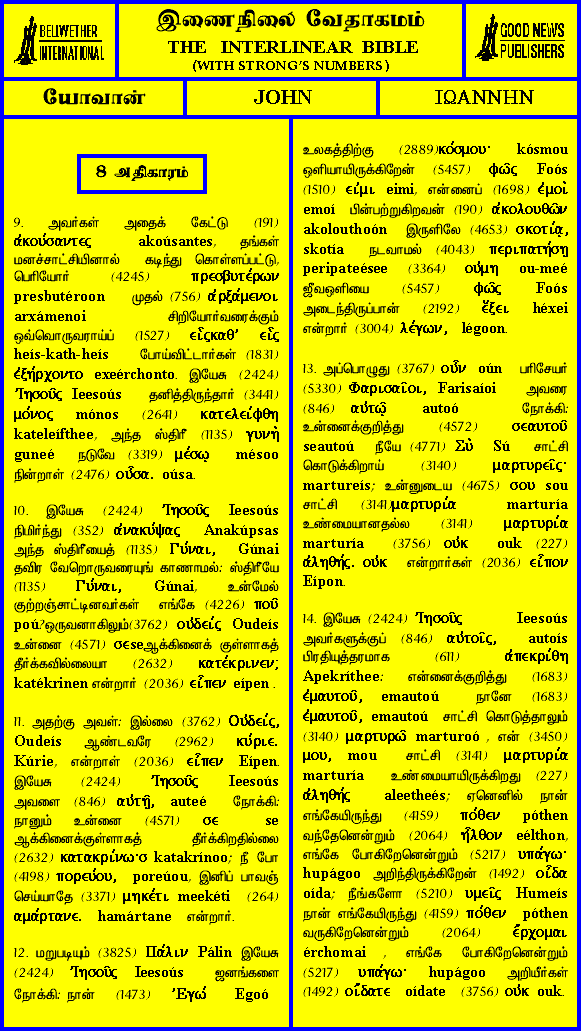 BELLWETHER
INTERNATIONAL
இணைநிலை வேதாகமம்
THE INTERLINEAR BIBLE
(WITH STRONG'S NUMBERS)
GOOD NEWS
PUBLISHERS
யோவான்
JOHN
ΙΩΑΝΝΗΝ
8 அதிகாரம்
9. அவர்கள் அதைக் கேட்டு (191)
ἀκούσαντες akoúsantes, தங்கள்
மனச்சாட்சியினால் கடிந்து கொள்ளப்பட்டு,
பெரியோர் (4245) πρεσβυτέρων
presbutéroon முதல் (756) ἀρξάμενοι
arxámenoi சிறியோர்வரைக்கும்
ஒவ்வொருவராய்ப் (1527) εἷςκαθ' εἷς
heís-kath-heís போய்விட்டார்கள் (1831)
ἐξήρχοντο exeérchonto. இயேசு (2424)
Ἰησοῦς Ieesoús தனித்திருந்தார் (3441)
μόνος mónos (2641) κατελείφθη
kateleífthee, அந்த ஸ்திரீ (1135) γυνὴ
guneé நடுவே (3319) μέσῳ mésoo
நின்றாள் (2476) οὖσα. oúsa.
10. இயேசு (2424) Ἰησοῦς Ieesoús
நிமிர்ந்து (352) ἀνακύψας Anakúpsas
அந்த ஸ்திரீயைத் (1135) Γύναι, Gúnai
தவிர வேறொருவரையுங் காணாமல்: ஸ்திரீயே
(1135) Γύναι, Gúnai, உன்மேல்
குற்றஞ்சாட்டினவர்கள் எங்கே (4226) ποῦ
poú?ஒருவனாகிலும்(3762) οὐδείς Oudeís
உன்னை (4571) σεseஆக்கினைக் குள்ளாகத்
தீர்க்கவில்லையா (2632) κατέκρινεν;
katékrinen என்றார் (2036) εἶπεν eípen .
11. அதற்கு அவள்: இல்லை (3762) Οὐδείς,
Oudeís ஆண்டவரே (2962) κύριε.
Kúrie, என்றாள் (2036) εἶπεν Eípen.
இயேசு (2424) Ἰησοῦς Ieesoús
அவளை (846) αὐτῇ, auteé நோக்கி:
நானும் உன்னை (4571) σε se
ஆக்கினைக்குள்ளாகத் தீர்க்கிறதில்லை
(2632) κατακρίνω·σ katakrínoo; நீ போ
(4198) πορεύου, poreúou, இனிப் பாவஞ்
செய்யாதே (3371) μηκέτι meekéti (264)
αμάρτανε. hamártane என்றார்.
12. மறுபடியும் (3825) Πάλιν Pálin இயேசு
(2424) Ἰησοῦς Ieesoús ஜனங்களை
நோக்கி: நான் (1473) Ἐγώ Egoó
உலகத்திற்கு (2889)κόσμου· kósmou
ஒளியாயிருக்கிறேன் (5457) φῶς Foós
(1510) εἰμι eimi, என்னைப் (1698) ἐμοὶ
emoí பின்பற்றுகிறவன் (190) ἀκολουθῶν
akolouthoón இருளிலே (4653) σκοτίᾳ,
skotía நடவாமல் (4043) περιπατήσῃ
peripateésee (3364) οὐμη ou-meé
ஜீவஒளியை (5457) φῶς Foós
அடைந்திருப்பான் (2192) ἕξει héxei
என்றார் (3004) λέγων, légoon.
13. அப்பொழுது (3767) οὖν oún பரிசேயர்
(5330) Φαρισαῖοι, Farisaíoi அவரை
(846) αὐτῷ autoó நோக்கி:
உன்னைக்குறித்து (4572) σεαυτοῦ
seautoú நீயே (4771) Σὺ Sú சாட்சி
கொடுக்கிறாய் (3140) μαρτυρεῖς·
martureís; உன்னுடைய (4675) σου sou
சாட்சி (3141)μαρτυρία marturía
உண்மையானதல்ல (3141) μαρτυρία
marturía (3756) οὐκ ouk (227)
ἀληθής. οὐκ என்றார்கள் (2036) εἶπον
Eípon.
14. இயேசு (2424) Ἰησοῦς Ieesoús
அவர்களுக்குப் (846) αὐτοῖς, autoís
பிரதியுத்தரமாக (611) ἀπεκρίθη
Apekríthee: என்னைக்குறித்து (1683)
ἐμαυτοῦ, emautoú நானே (1683)
ἐμαυτοῦ, emautoú சாட்சி கொடுத்தாலும்
(3140) μαρτυρῶ marturoó , என் (3450)
μου, mou சாட்சி (3141) μαρτυρία
marturía உண்மையாயிருக்கிறது (227)
ἀληθής aleetheés; ஏனெனில் நான்
எங்கேயிருந்து (4159) πόθεν póthen
வந்தேனென்றும் (2064) ἦλθον eélthon,
எங்கே போகிறேனென்றும் (5217) υπάγω·
hupágoo அறிந்திருக்கிறேன் (1492) οἶδα
oída; நீங்களோ (5210) υμεῖς Humeís
நான் எங்கேயிருந்து (4159) πόθεν póthen
வருகிறேனென்றும் (2064) ἔρχομαι
érchomai , எங்கே போகிறேனென்றும்
(5217) υπάγω· hupágoo அறியீர்கள்
(1492) οἴδατε oídate (3756) οὐκ ouk.